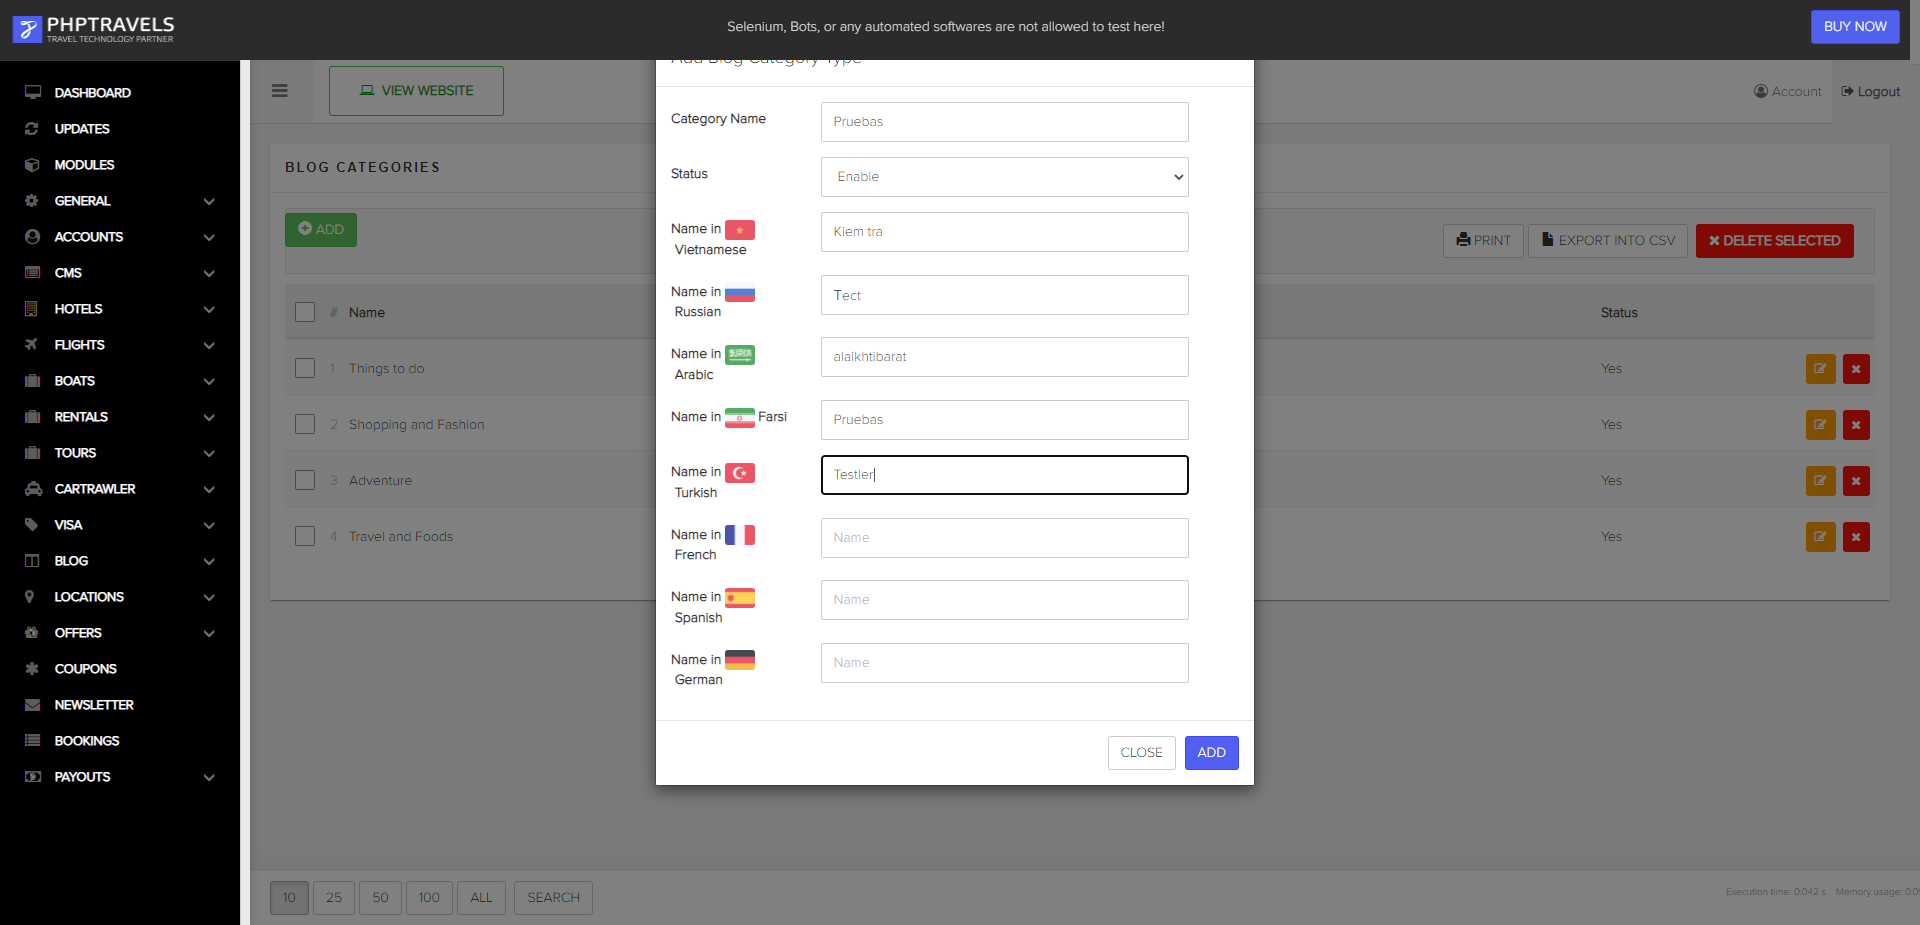 PHPTRAVELS
TRAVEL TECHNOLOGY PARTNER
Selenium, Bots, or any automated softwares are not allowed to test here!
BUY NOW
DASHBOARD
UPDATES
MODULES
GENERAL
ACCOUNTS
CMS
HOTELS
FLIGHTS
BOATS
RENTALS
TOURS
CARTRAWLER
VISA
BLOG
LOCATIONS
OFFERS
COUPONS
NEWSLETTER
BOOKINGS
PAYOUTS
VIEW WEBSITE
Account
Logout
BLOG CATEGORIES
ADD
PRINT
EXPORT INTO CSV
DELETE SELECTED
# Name Status
1 Things to do Yes
2 Shopping and Fashion Yes
3 Adventure Yes
4 Travel and Foods Yes
Add Blog Category Type
Category Name Pruebas
Status Enable
Name in Vietnamese Kiem tra
Name in Russian Тест
Name in Arabic alaikhtibarat
Name in Farsi Pruebas
Name in Turkish Testler
Name in French Name
Name in Spanish Name
Name in German Name
CLOSE ADD
10 25 50 100 ALL SEARCH
Execution time: 0.042 s Memory usage: 0.0